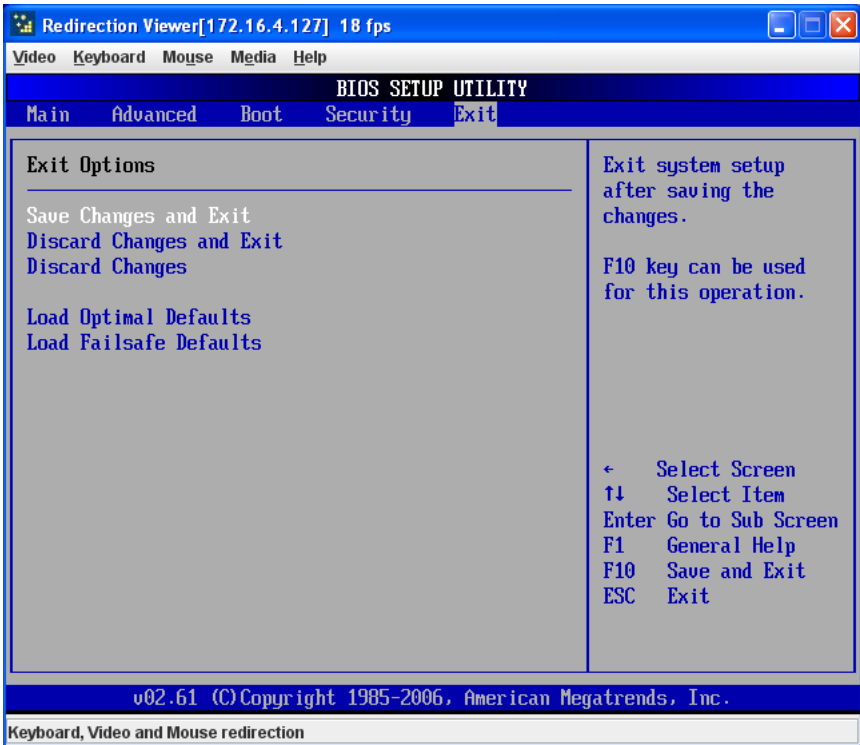 Redirection Viewer[172.16.4.127] 18 fps
Video Keyboard Mouse Media Help
BIOS SETUP UTILITY
Main Advanced Boot Security Exit
Exit Options
Save Changes and Exit
Discard Changes and Exit
Discard Changes
Load Optimal Defaults
Load Failsafe Defaults
Exit system setup
after saving the
changes.
F10 key can be used
for this operation.
← Select Screen
↑↓ Select Item
Enter Go to Sub Screen
F1 General Help
F10 Save and Exit
ESC Exit
v02.61 (C)Copyright 1985-2006, American Megatrends, Inc.
Keyboard, Video and Mouse redirection